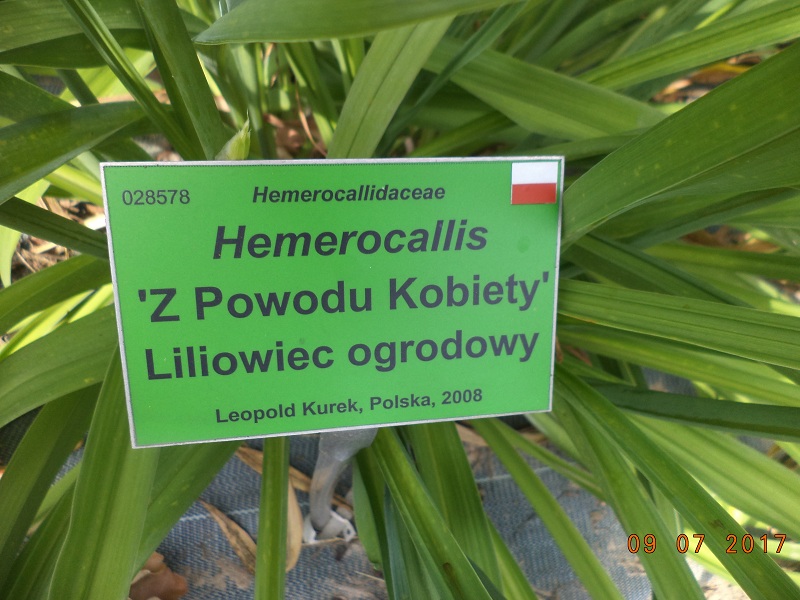 028578 Hemerocallidaceae
Hemerocallis
'Z Powodu Kobiety'
Liliowiec ogrodowy
Leopold Kurek, Polska, 2008
09 07 2017